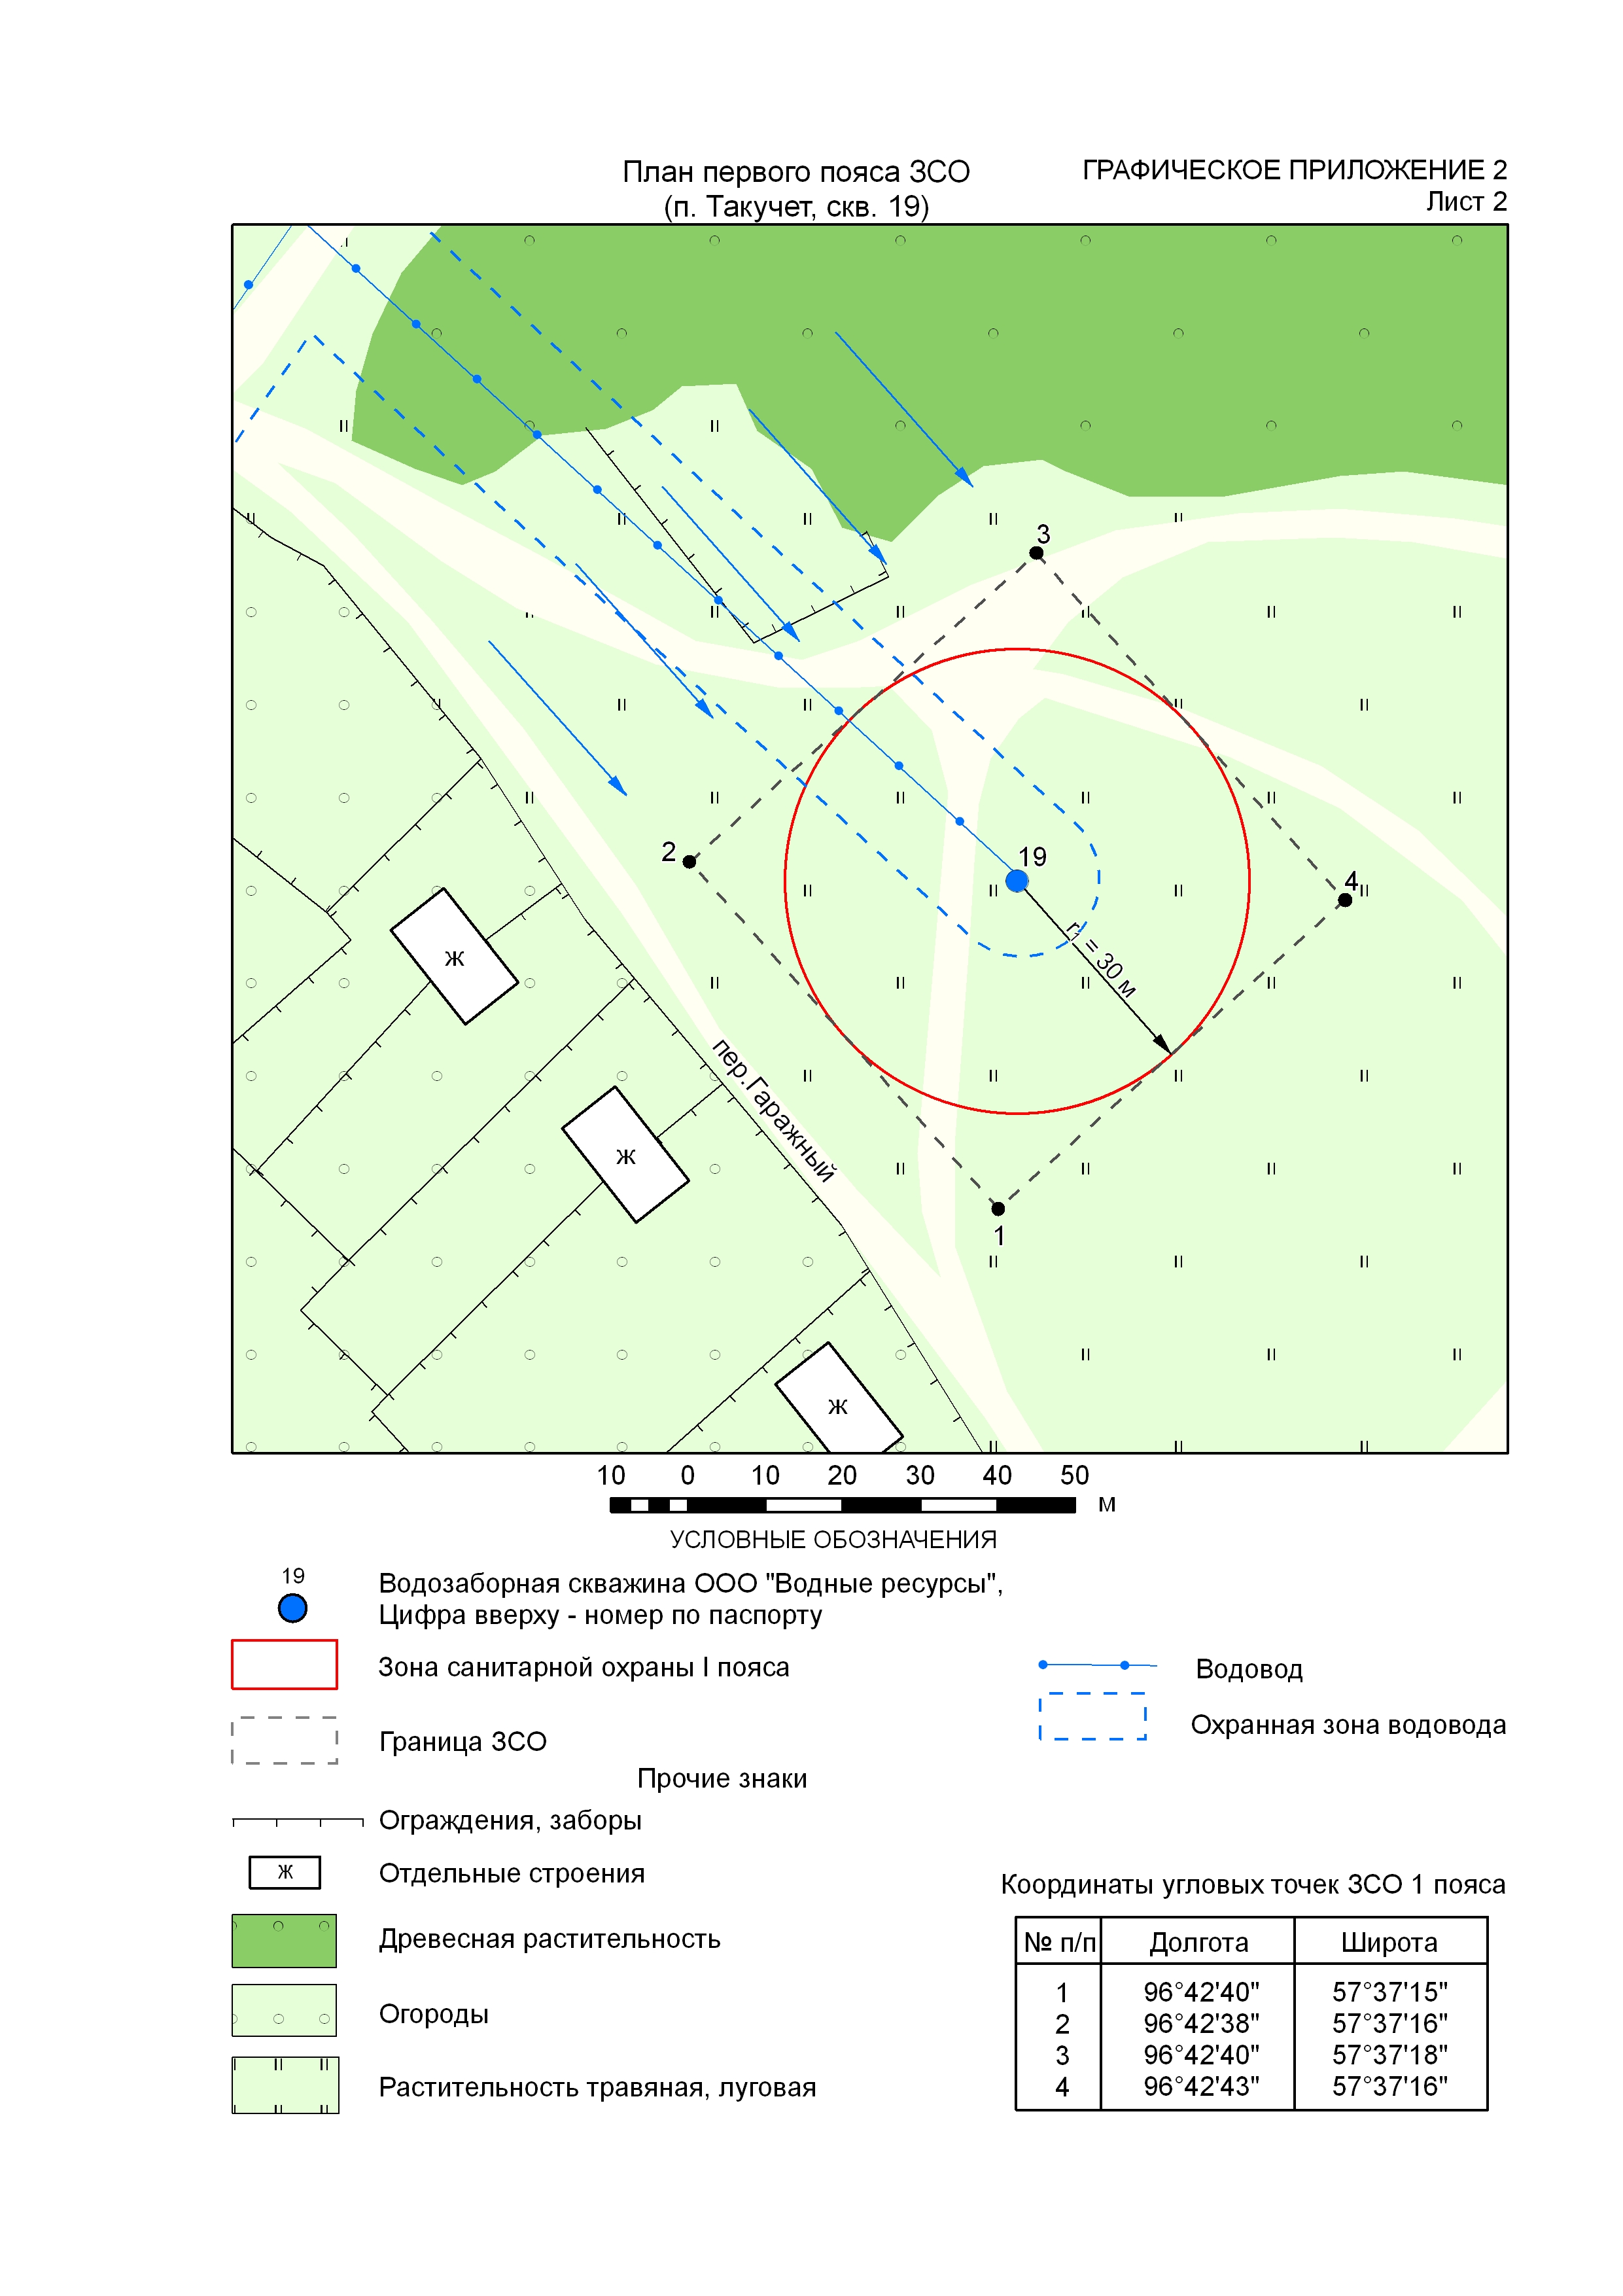 План первого пояса ЗСО
(п. Такучет, скв. 19)
ГРАФИЧЕСКОЕ ПРИЛОЖЕНИЕ 2
Лист 2
3
2
19
4
r₁ = 30 м
1
пер.Гаражный
Ж
Ж
Ж
10 0 10 20 30 40 50 м
УСЛОВНЫЕ ОБОЗНАЧЕНИЯ
19
Водозаборная скважина ООО "Водные ресурсы",
Цифра вверху - номер по паспорту
Зона санитарной охраны I пояса
Граница ЗСО
Водовод
Охранная зона водовода
Прочие знаки
Ограждения, заборы
Ж
Отдельные строения
Древесная растительность
Огороды
Растительность травяная, луговая
Координаты угловых точек ЗСО 1 пояса
№ п/п Долгота Широта
1 96°42'40" 57°37'15"
2 96°42'38" 57°37'16"
3 96°42'40" 57°37'18"
4 96°42'43" 57°37'16"